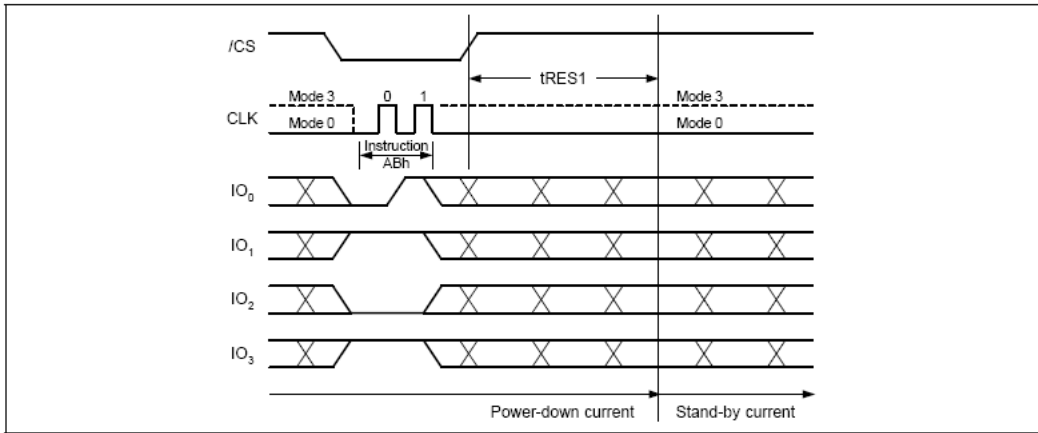 /CS
tRES1
Mode 3 0 1 Mode 3
CLK
Mode 0 Mode 0
Instruction
ABh
IO0
IO1
IO2
IO3
Power-down current Stand-by current